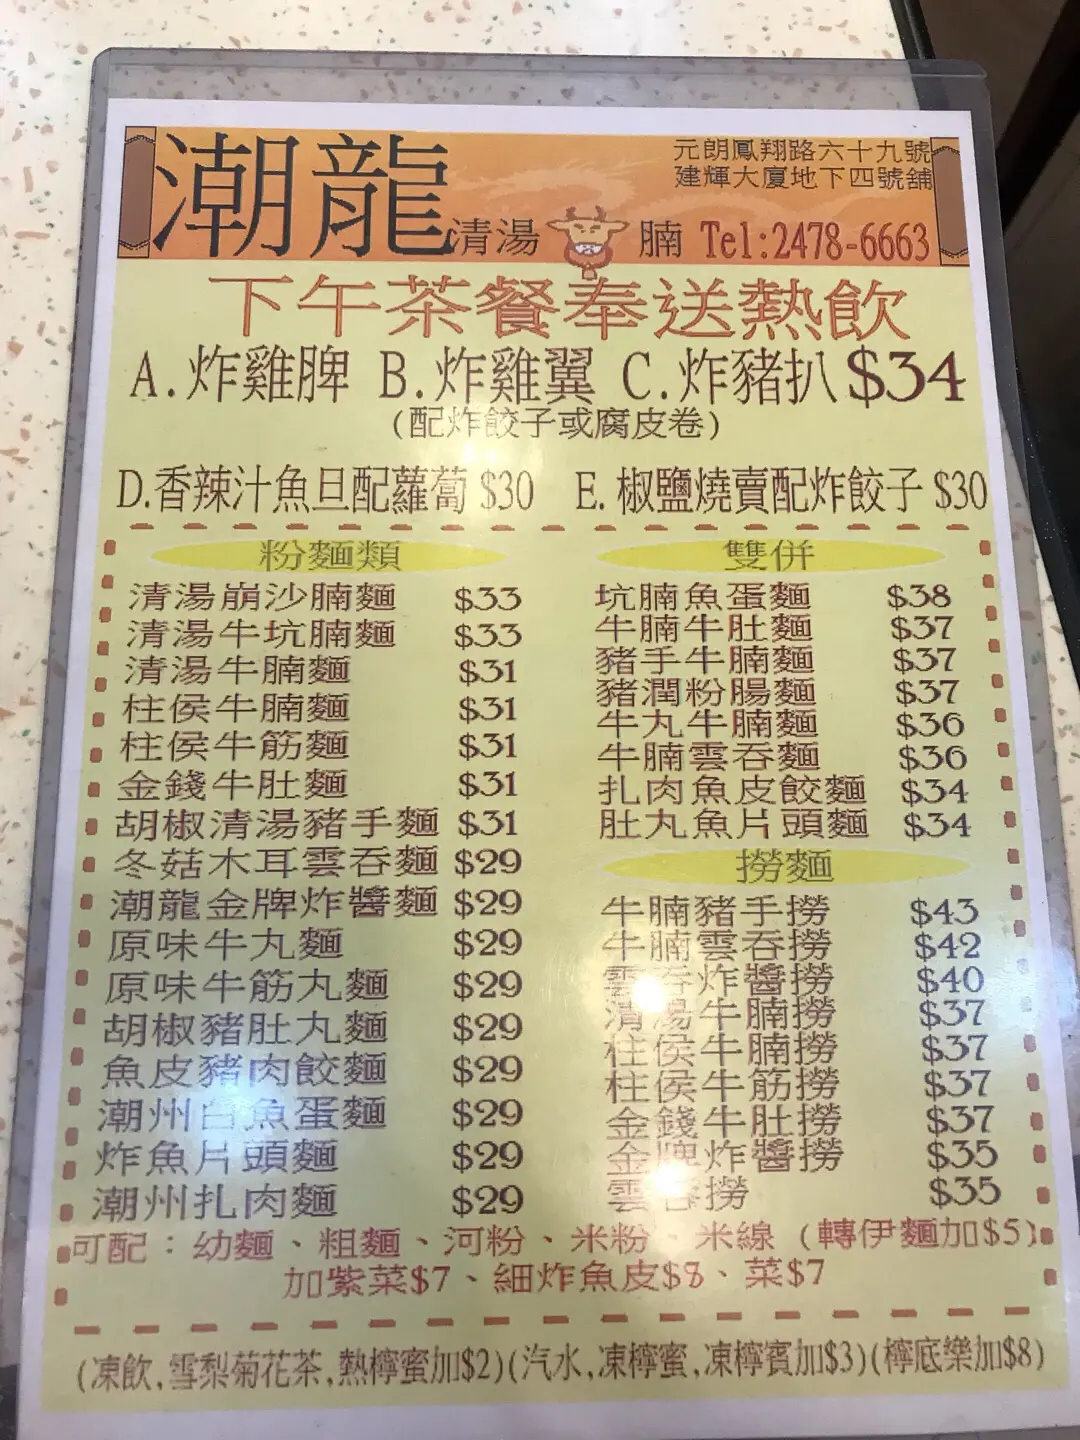 潮龍
元朗鳳翔路六十九號
建輝大廈地下四號舖
清湯 腩 Tel:2478-6663
下午茶餐奉送熱飲
A.炸雞脾 B.炸雞翼 C.炸豬扒 $34
(配炸餃子或腐皮卷)
D.香辣汁魚旦配蘿蔔 $30 E.椒鹽燒賣配炸餃子 $30
粉麵類
清湯崩沙腩麵 $33
清湯牛坑腩麵 $33
清湯牛腩麵 $31
柱侯牛腩麵 $31
柱侯牛筋麵 $31
金錢牛肚麵 $31
胡椒清湯豬手麵 $31
冬菇木耳雲吞麵 $29
潮龍金牌炸醬麵 $29
原味牛丸麵 $29
原味牛筋丸麵 $29
胡椒豬肚丸麵 $29
魚皮豬肉餃麵 $29
潮州白魚蛋麵 $29
炸魚片頭麵 $29
潮州扎肉麵 $29
雙併
坑腩魚蛋麵 $38
牛腩牛肚麵 $37
豬手牛腩麵 $37
豬潤粉腸麵 $37
牛丸牛腩麵 $36
牛腩雲吞麵 $36
扎肉魚皮餃麵 $34
肚丸魚片頭麵 $34
撈麵
牛腩豬手撈 $43
牛腩雲吞撈 $42
雲吞炸醬撈 $40
清湯牛腩撈 $37
柱侯牛腩撈 $37
柱侯牛筋撈 $37
金錢牛肚撈 $37
金牌炸醬撈 $35
雲吞撈 $35
可配：幼麵、粗麵、河粉、米粉、米線（轉伊麵加$5）
加紫菜$7、細炸魚皮$8、菜$7
(凍飲,雪梨菊花茶,熱檸蜜加$2)(汽水,凍檸蜜,凍檸賓加$3)(檸底樂加$8)